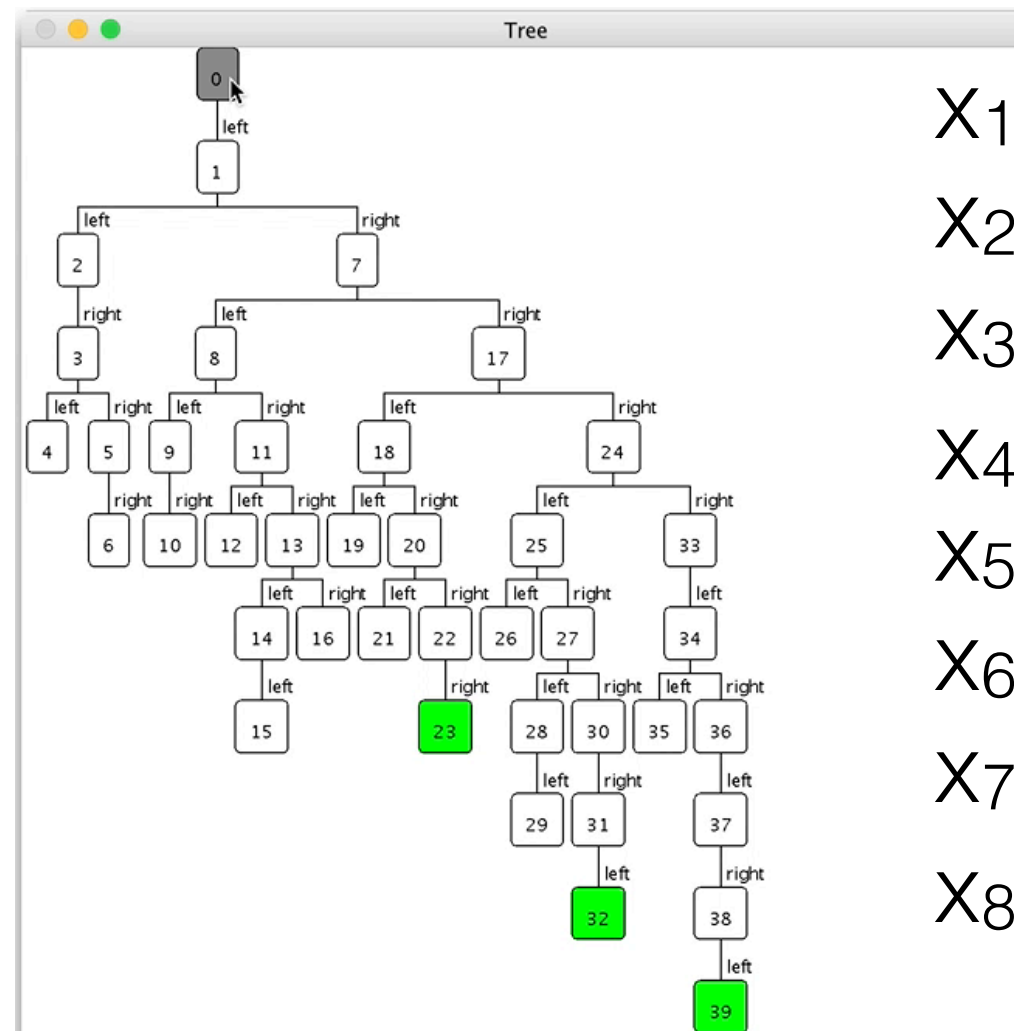 Tree
0
X1
left
1
left right
X2
2 7
right left right
X3
3 8 17
left right left right left right
4 5 9 11 18 24
X4
right right left right left right left right
6 10 12 13 19 20 25 33
X5
left right left right left right left
14 16 21 22 26 27 34
X6
left right left right left right
15 23 28 30 35 36
X7
left right left
29 31 37
left right
X8
32 38
left
39